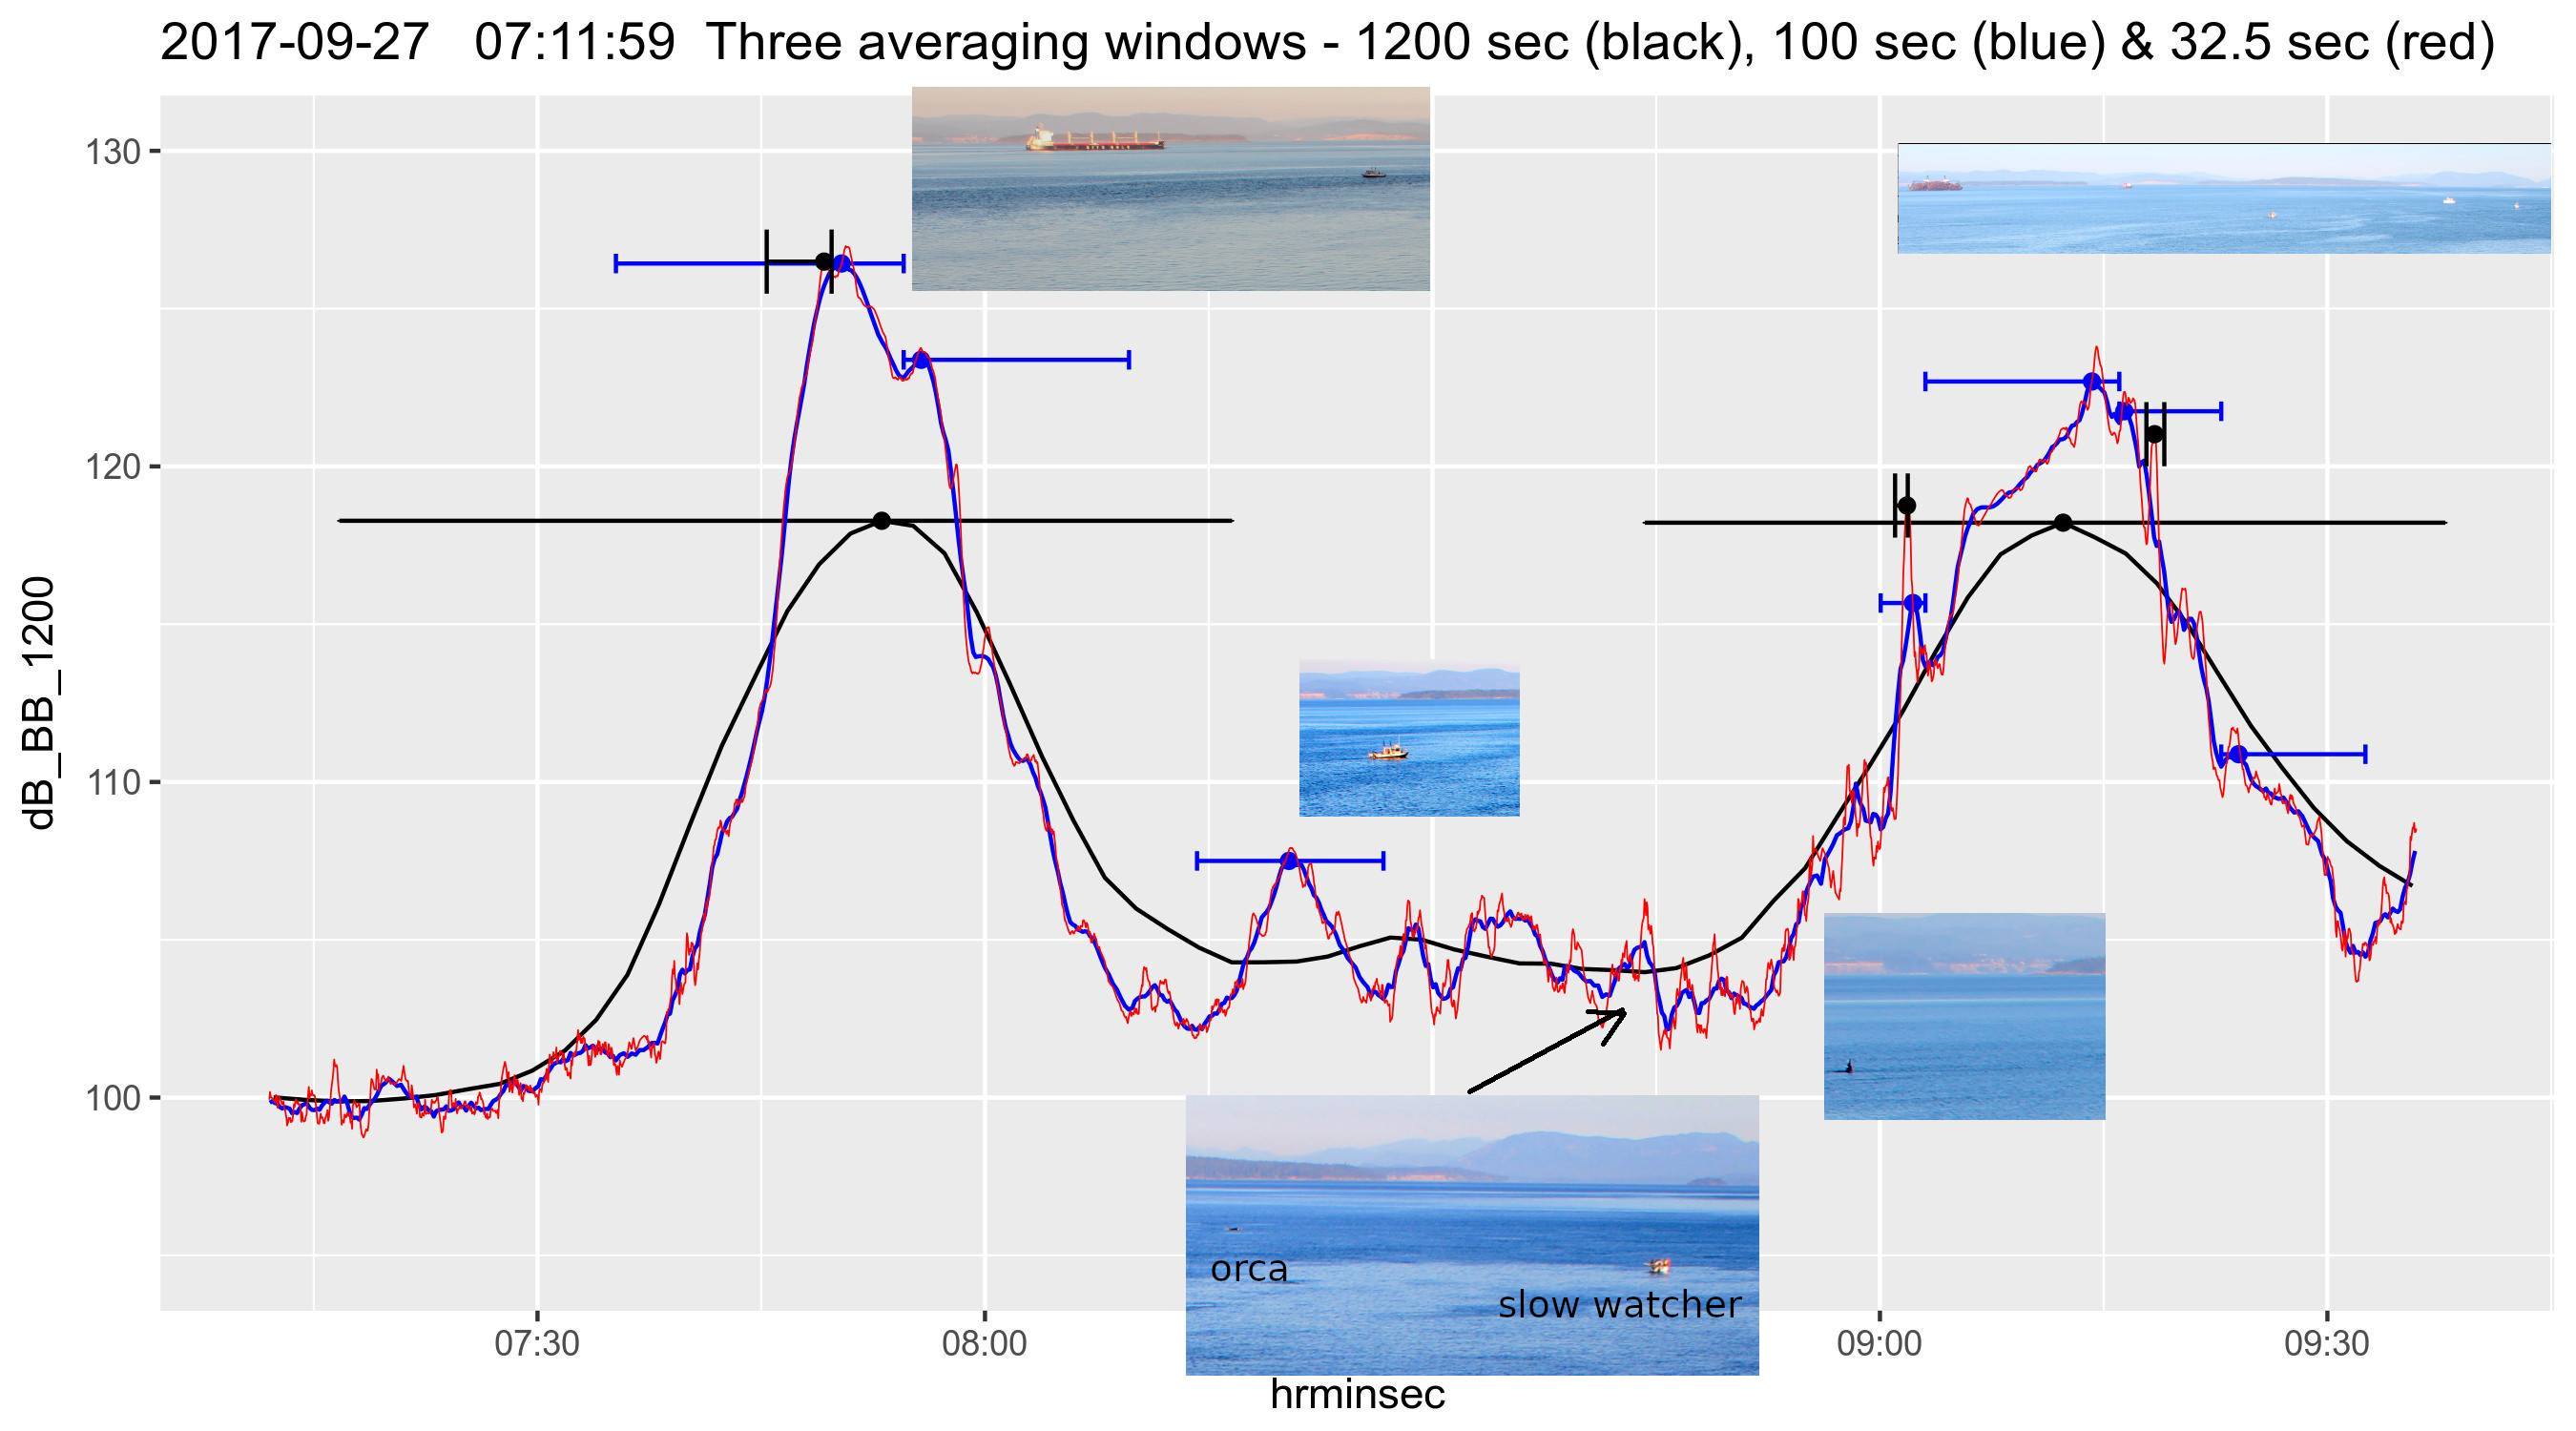 2017-09-27 07:11:59 Three averaging windows - 1200 sec (black), 100 sec (blue) & 32.5 sec (red)
dB_BB_1200
130
120
110
100
orca
slow watcher
07:30
08:00
09:00
09:30
hrminsec